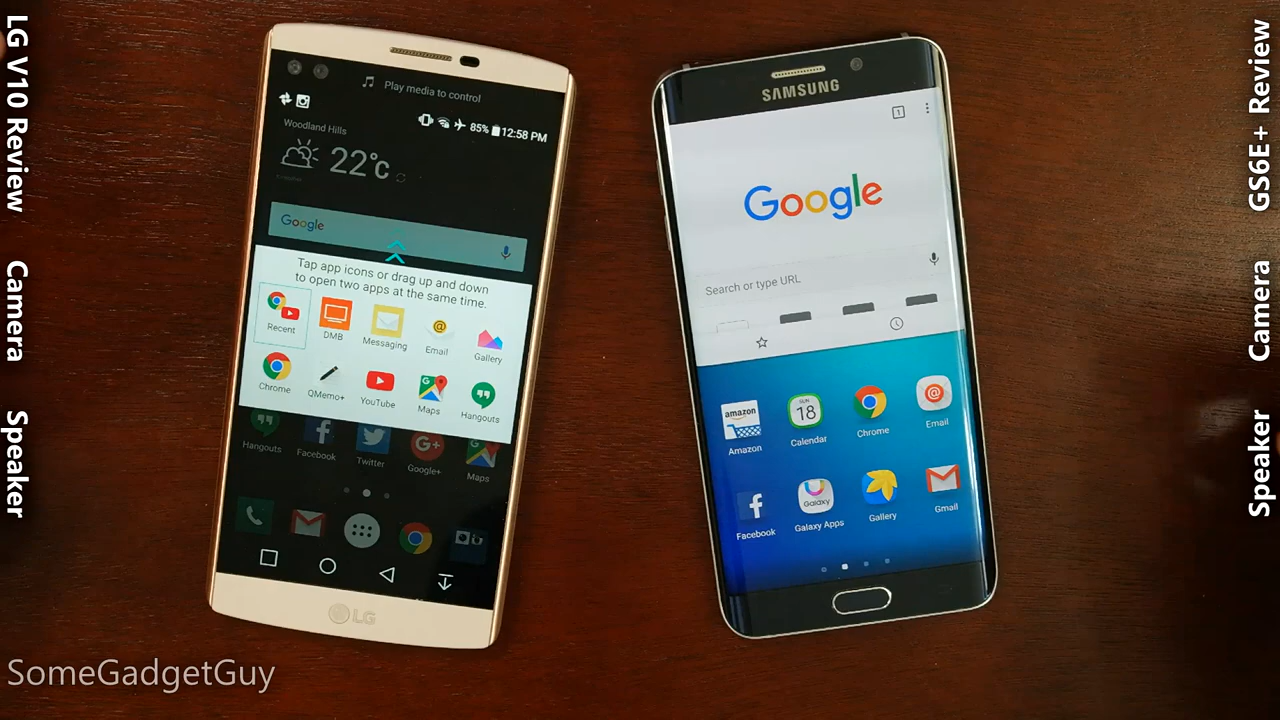 LG V10 Review
Camera
Speaker
Play media to control
85% 12:58 PM
Woodland Hills
22°C
Google
Tap app icons or drag up and down
to open two apps at the same time.
Recent
DMB
Messaging
Email
Gallery
Chrome
QMemo+
YouTube
Maps
Hangouts
Hangouts
Facebook
Twitter
Google+
Maps
LG
SAMSUNG
1
Google
Search or type URL
amazon
SUN
18
Amazon
Calendar
Chrome
Email
Galaxy
Facebook
Galaxy Apps
Gallery
Gmail
GS6E+ Review
Camera
Speaker
SomeGadgetGuy